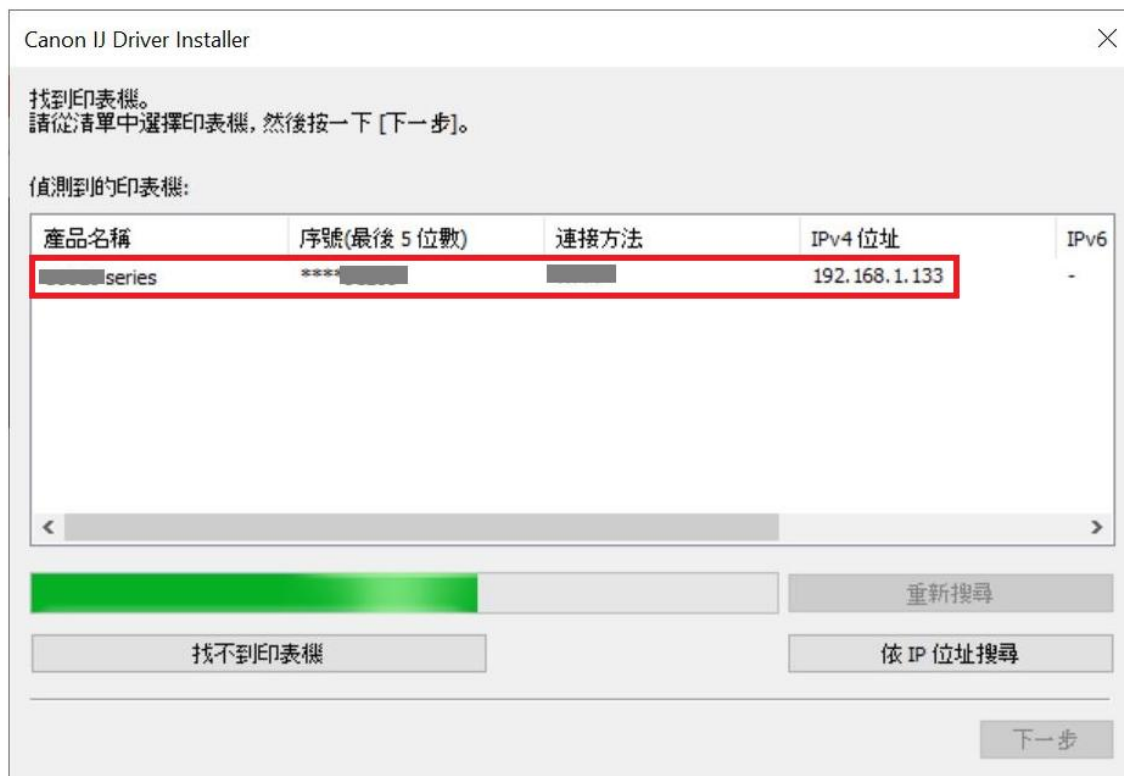 Canon IJ Driver Installer
找到印表機。
請從清單中選擇印表機, 然後按一下 [下一步]。
偵測到的印表機:
產品名稱 序號(最後 5 位數) 連接方法 IPv4 位址 IPv6
series **** 192.168.1.133 -
重新搜尋
找不到印表機 依 IP 位址搜尋
下一步